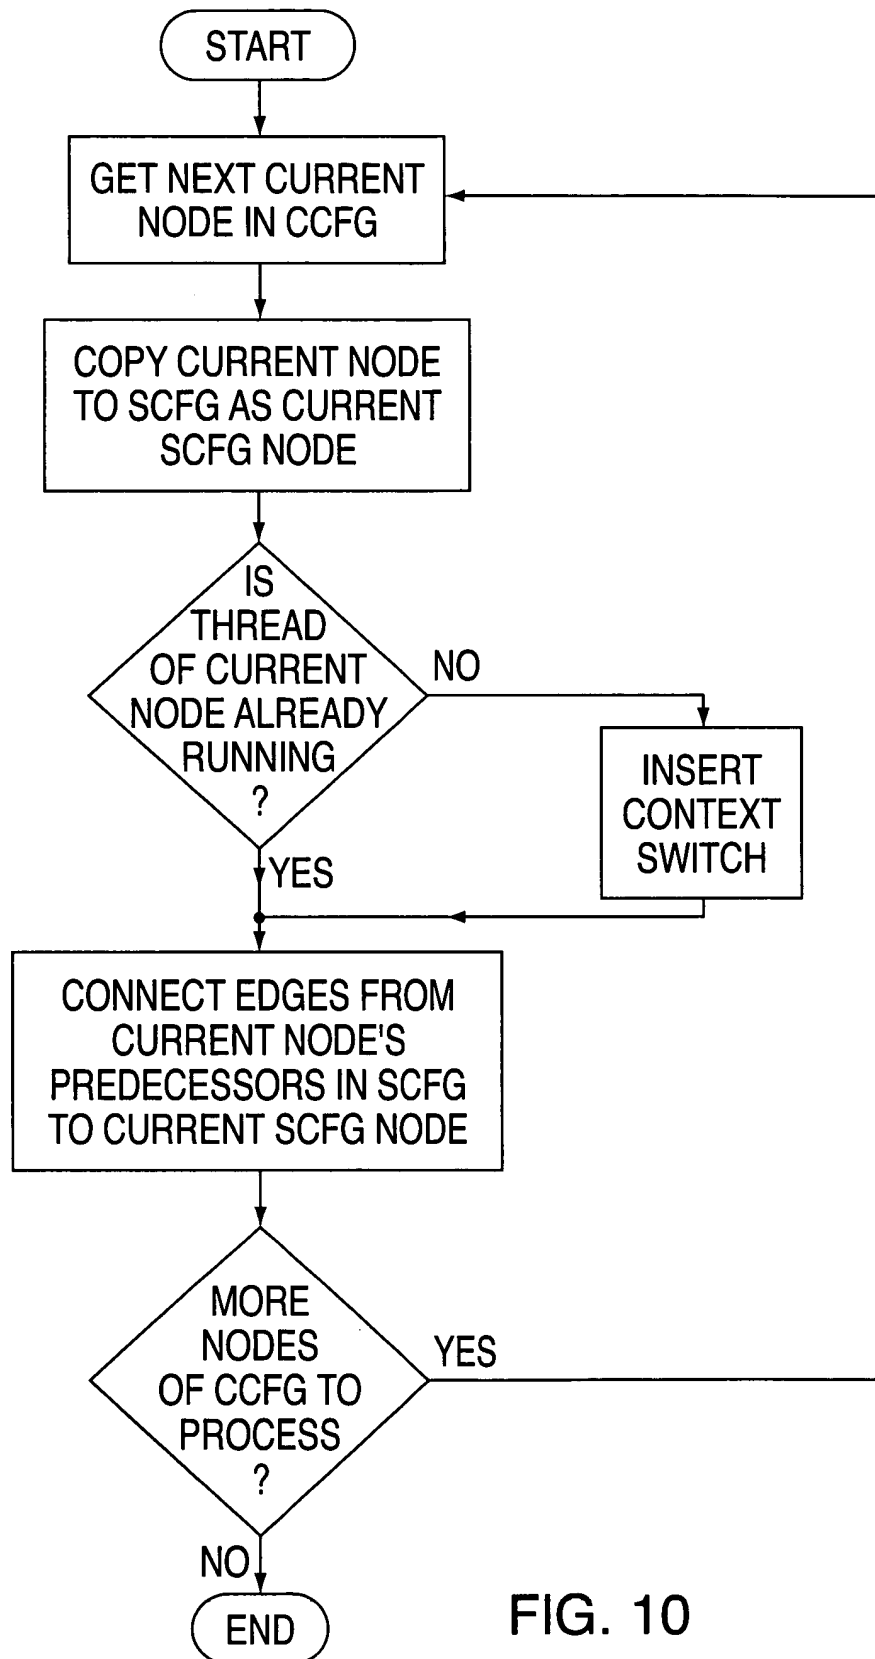 START
GET NEXT CURRENT
NODE IN CCFG
COPY CURRENT NODE
TO SCFG AS CURRENT
SCFG NODE
IS
THREAD
OF CURRENT
NODE ALREADY
RUNNING
?
NO
INSERT
CONTEXT
SWITCH
YES
CONNECT EDGES FROM
CURRENT NODE'S
PREDECESSORS IN SCFG
TO CURRENT SCFG NODE
MORE
NODES
OF CCFG TO
PROCESS
?
YES
NO
END
FIG. 10